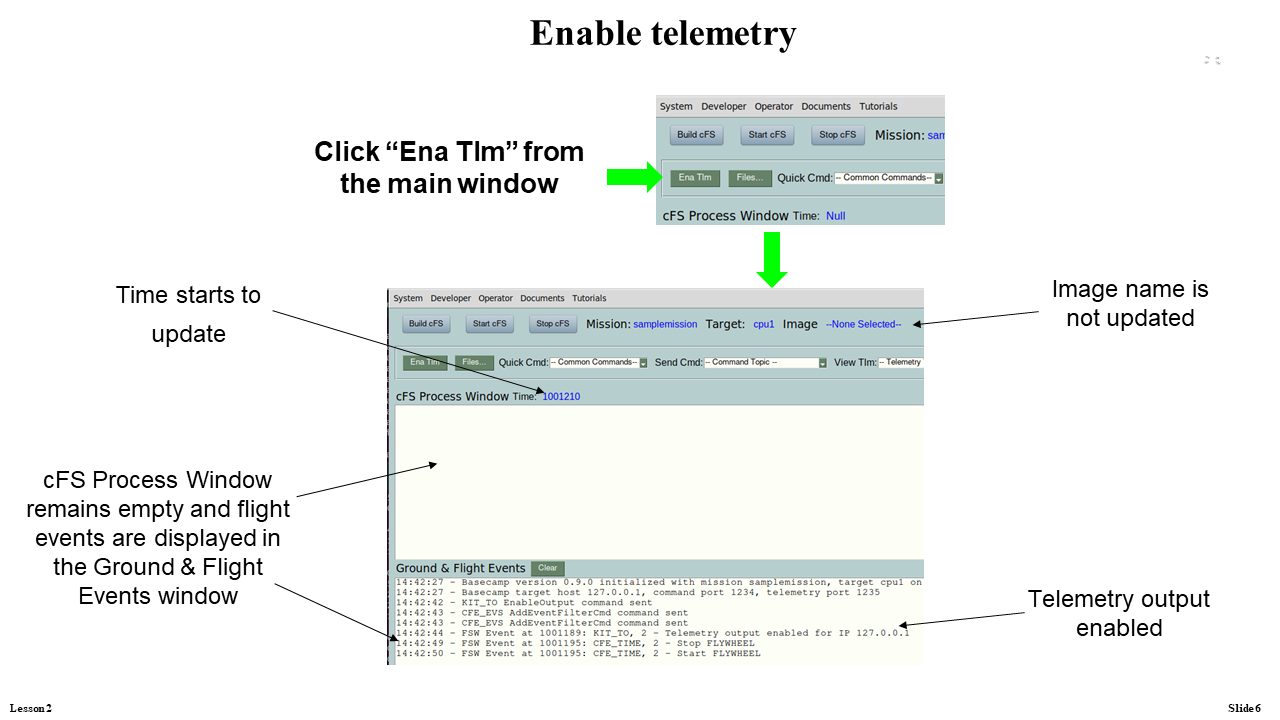 Enable telemetry
Click “Ena Tlm” from
the main window
System Developer Operator Documents Tutorials
Build cFS Start cFS Stop cFS Mission: sam
Ena Tlm Files... Quick Cmd: -- Common Commands--
cFS Process Window Time: Null
Time starts to
update
Image name is
not updated
System Developer Operator Documents Tutorials
Build cFS Start cFS Stop cFS Mission: samplemission Target: cpu1 Image --None Selected--
Ena Tlm Files... Quick Cmd: -- Common Commands-- Send Cmd: -- Command Topic -- View Tlm: -- Telemetry
cFS Process Window Time: 1001210
cFS Process Window
remains empty and flight
events are displayed in
the Ground & Flight
Events window
Ground & Flight Events Clear
14:42:27 - Basecamp version 0.9.0 initialized with mission samplemission, target cpu1 on
14:42:27 - Basecamp target host 127.0.0.1, command port 1234, telemetry port 1235
14:42:42 - KIT_TO EnableOutput command sent
14:42:43 - CFE_EVS AddEventFilterCmd command sent
14:42:43 - CFE_EVS AddEventFilterCmd command sent
14:42:44 - FSW Event at 1001189: KIT_TO, 2 - Telemetry output enabled for IP 127.0.0.1
14:42:49 - FSW Event at 1001195: CFE_TIME, 2 - Stop FLYWHEEL
14:42:50 - FSW Event at 1001195: CFE_TIME, 2 - Start FLYWHEEL
Telemetry output
enabled
Lesson 2
Slide 6